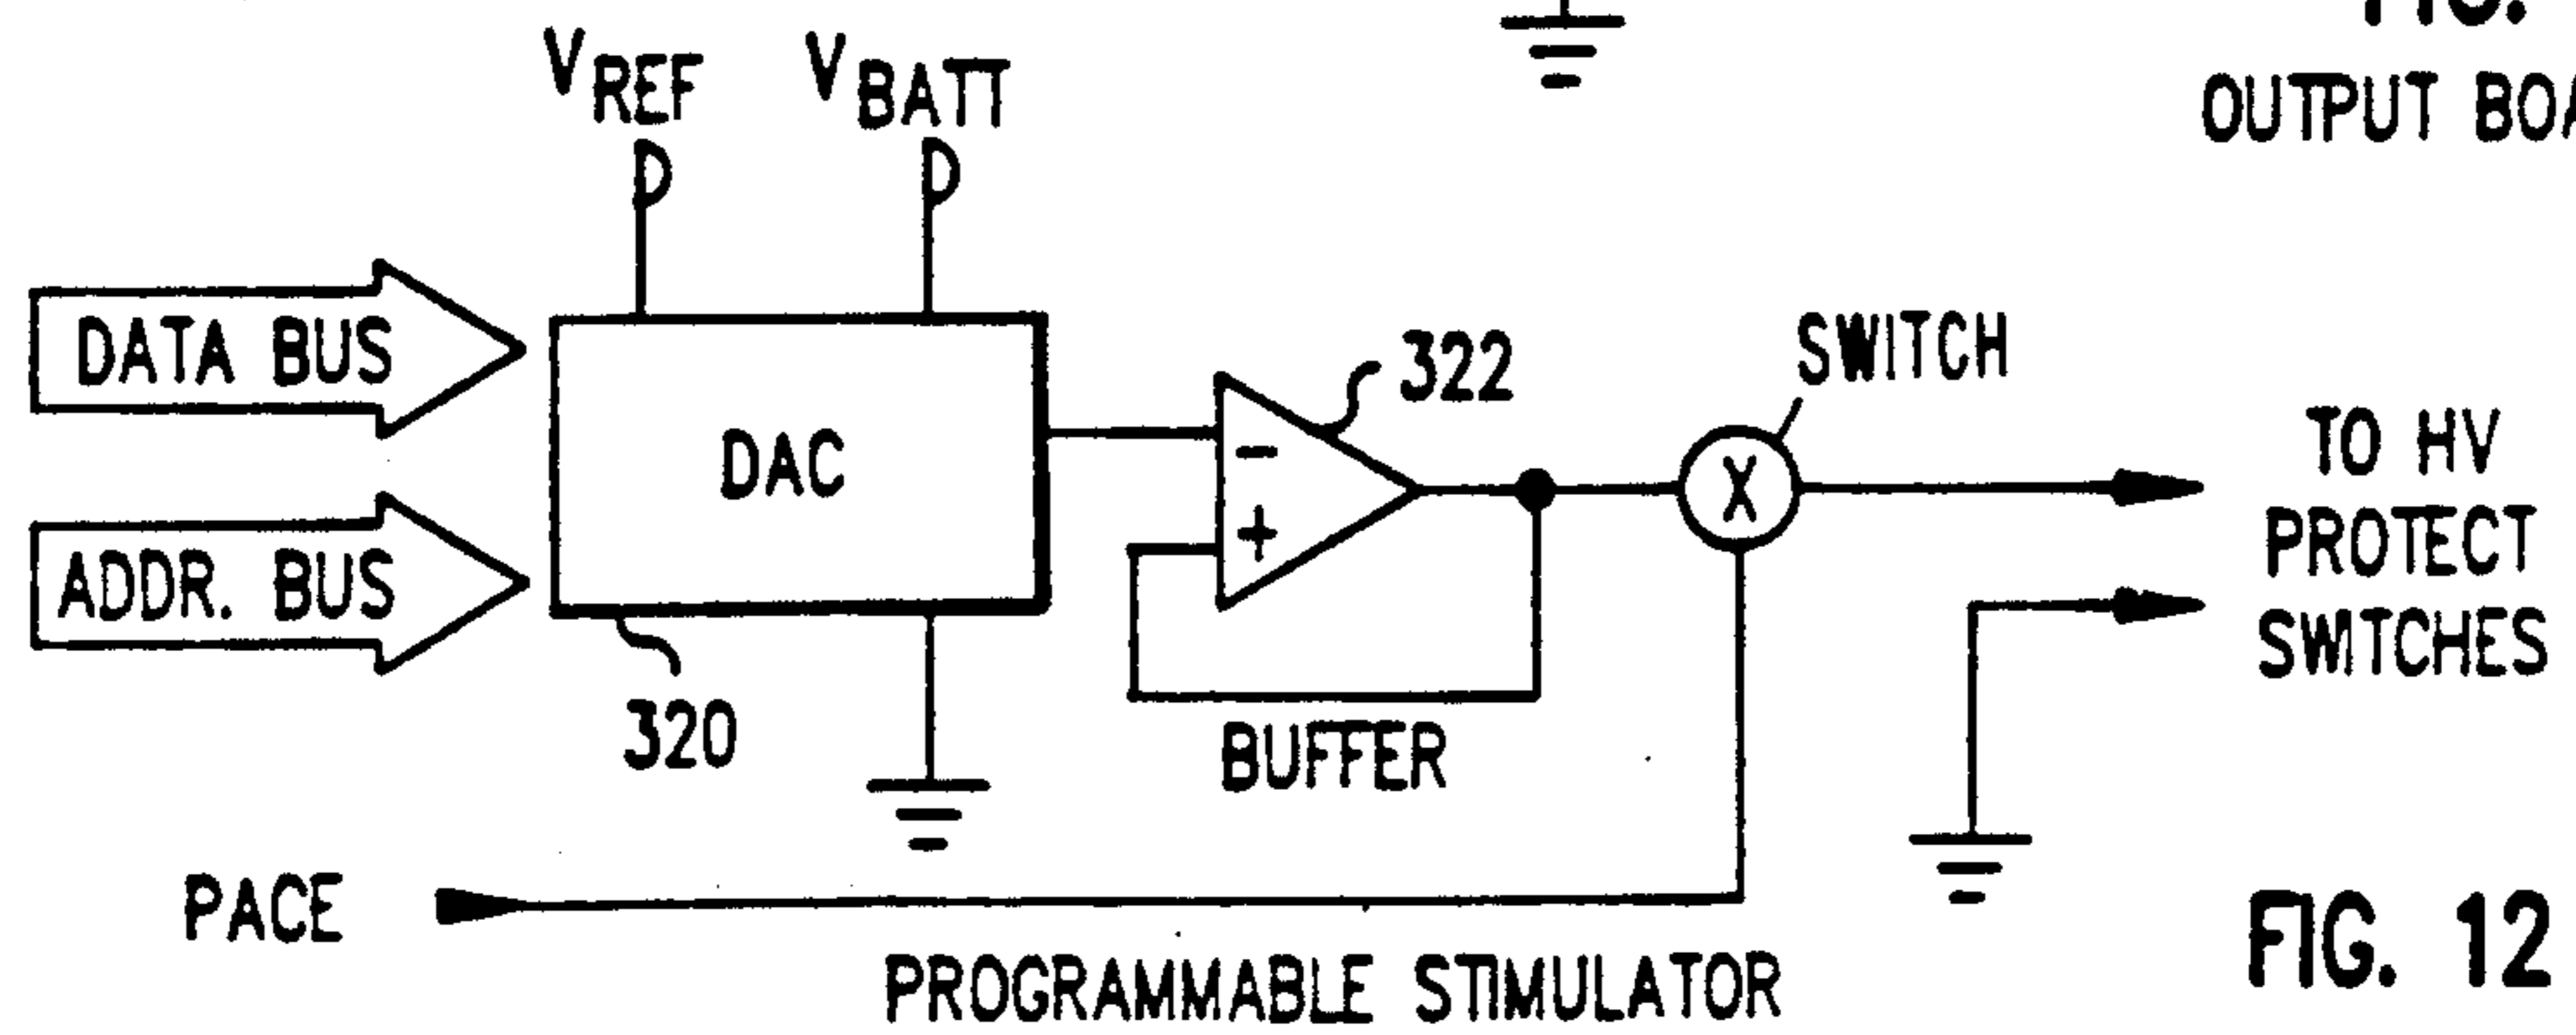 FIG.
OUTPUT BOA
VREF
VBATT
DATA BUS
ADDR. BUS
DAC
320
-
+
322
BUFFER
SWITCH
X
TO HV
PROTECT
SWITCHES
PACE
PROGRAMMABLE STIMULATOR
FIG. 12